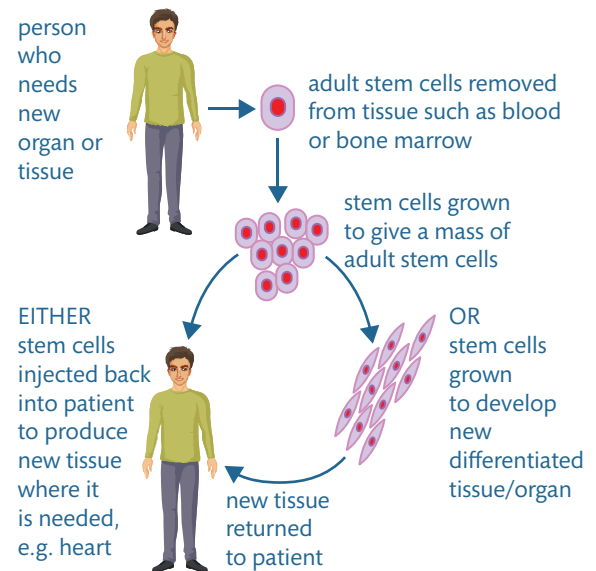 person
who
needs
new
organ or
tissue
adult stem cells removed
from tissue such as blood
or bone marrow
stem cells grown
to give a mass of
adult stem cells
EITHER
stem cells
injected back
into patient
to produce
new tissue
where it
is needed,
e.g. heart
OR
stem cells
grown
to develop
new
differentiated
tissue/organ
new tissue
returned
to patient